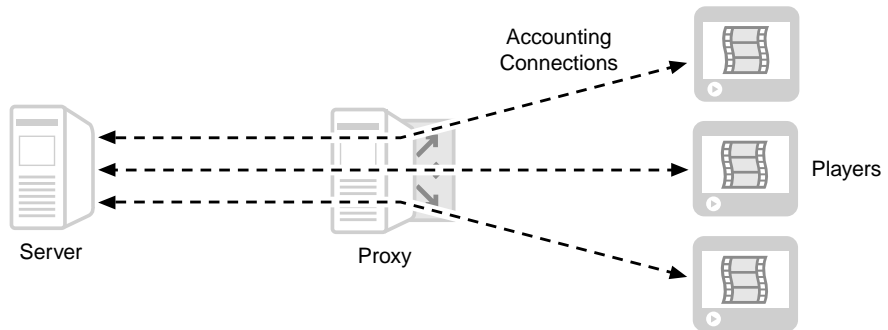 Accounting
Connections
Players
Server
Proxy